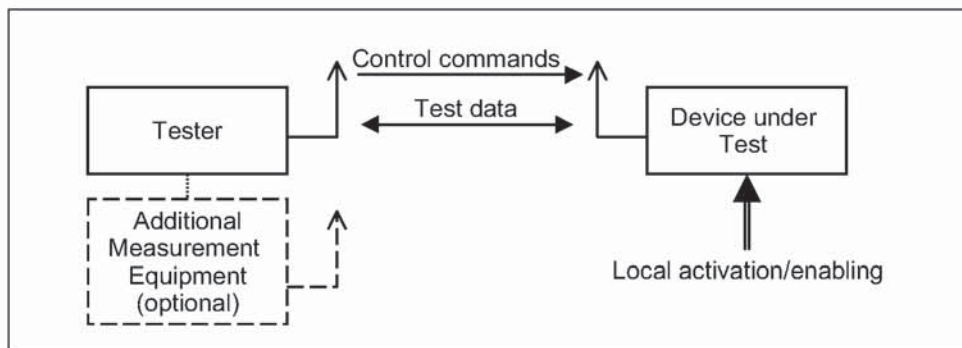 Control commands
Test data
Tester
Device under
Test
Additional
Measurement
Equipment
(optional)
Local activation/enabling